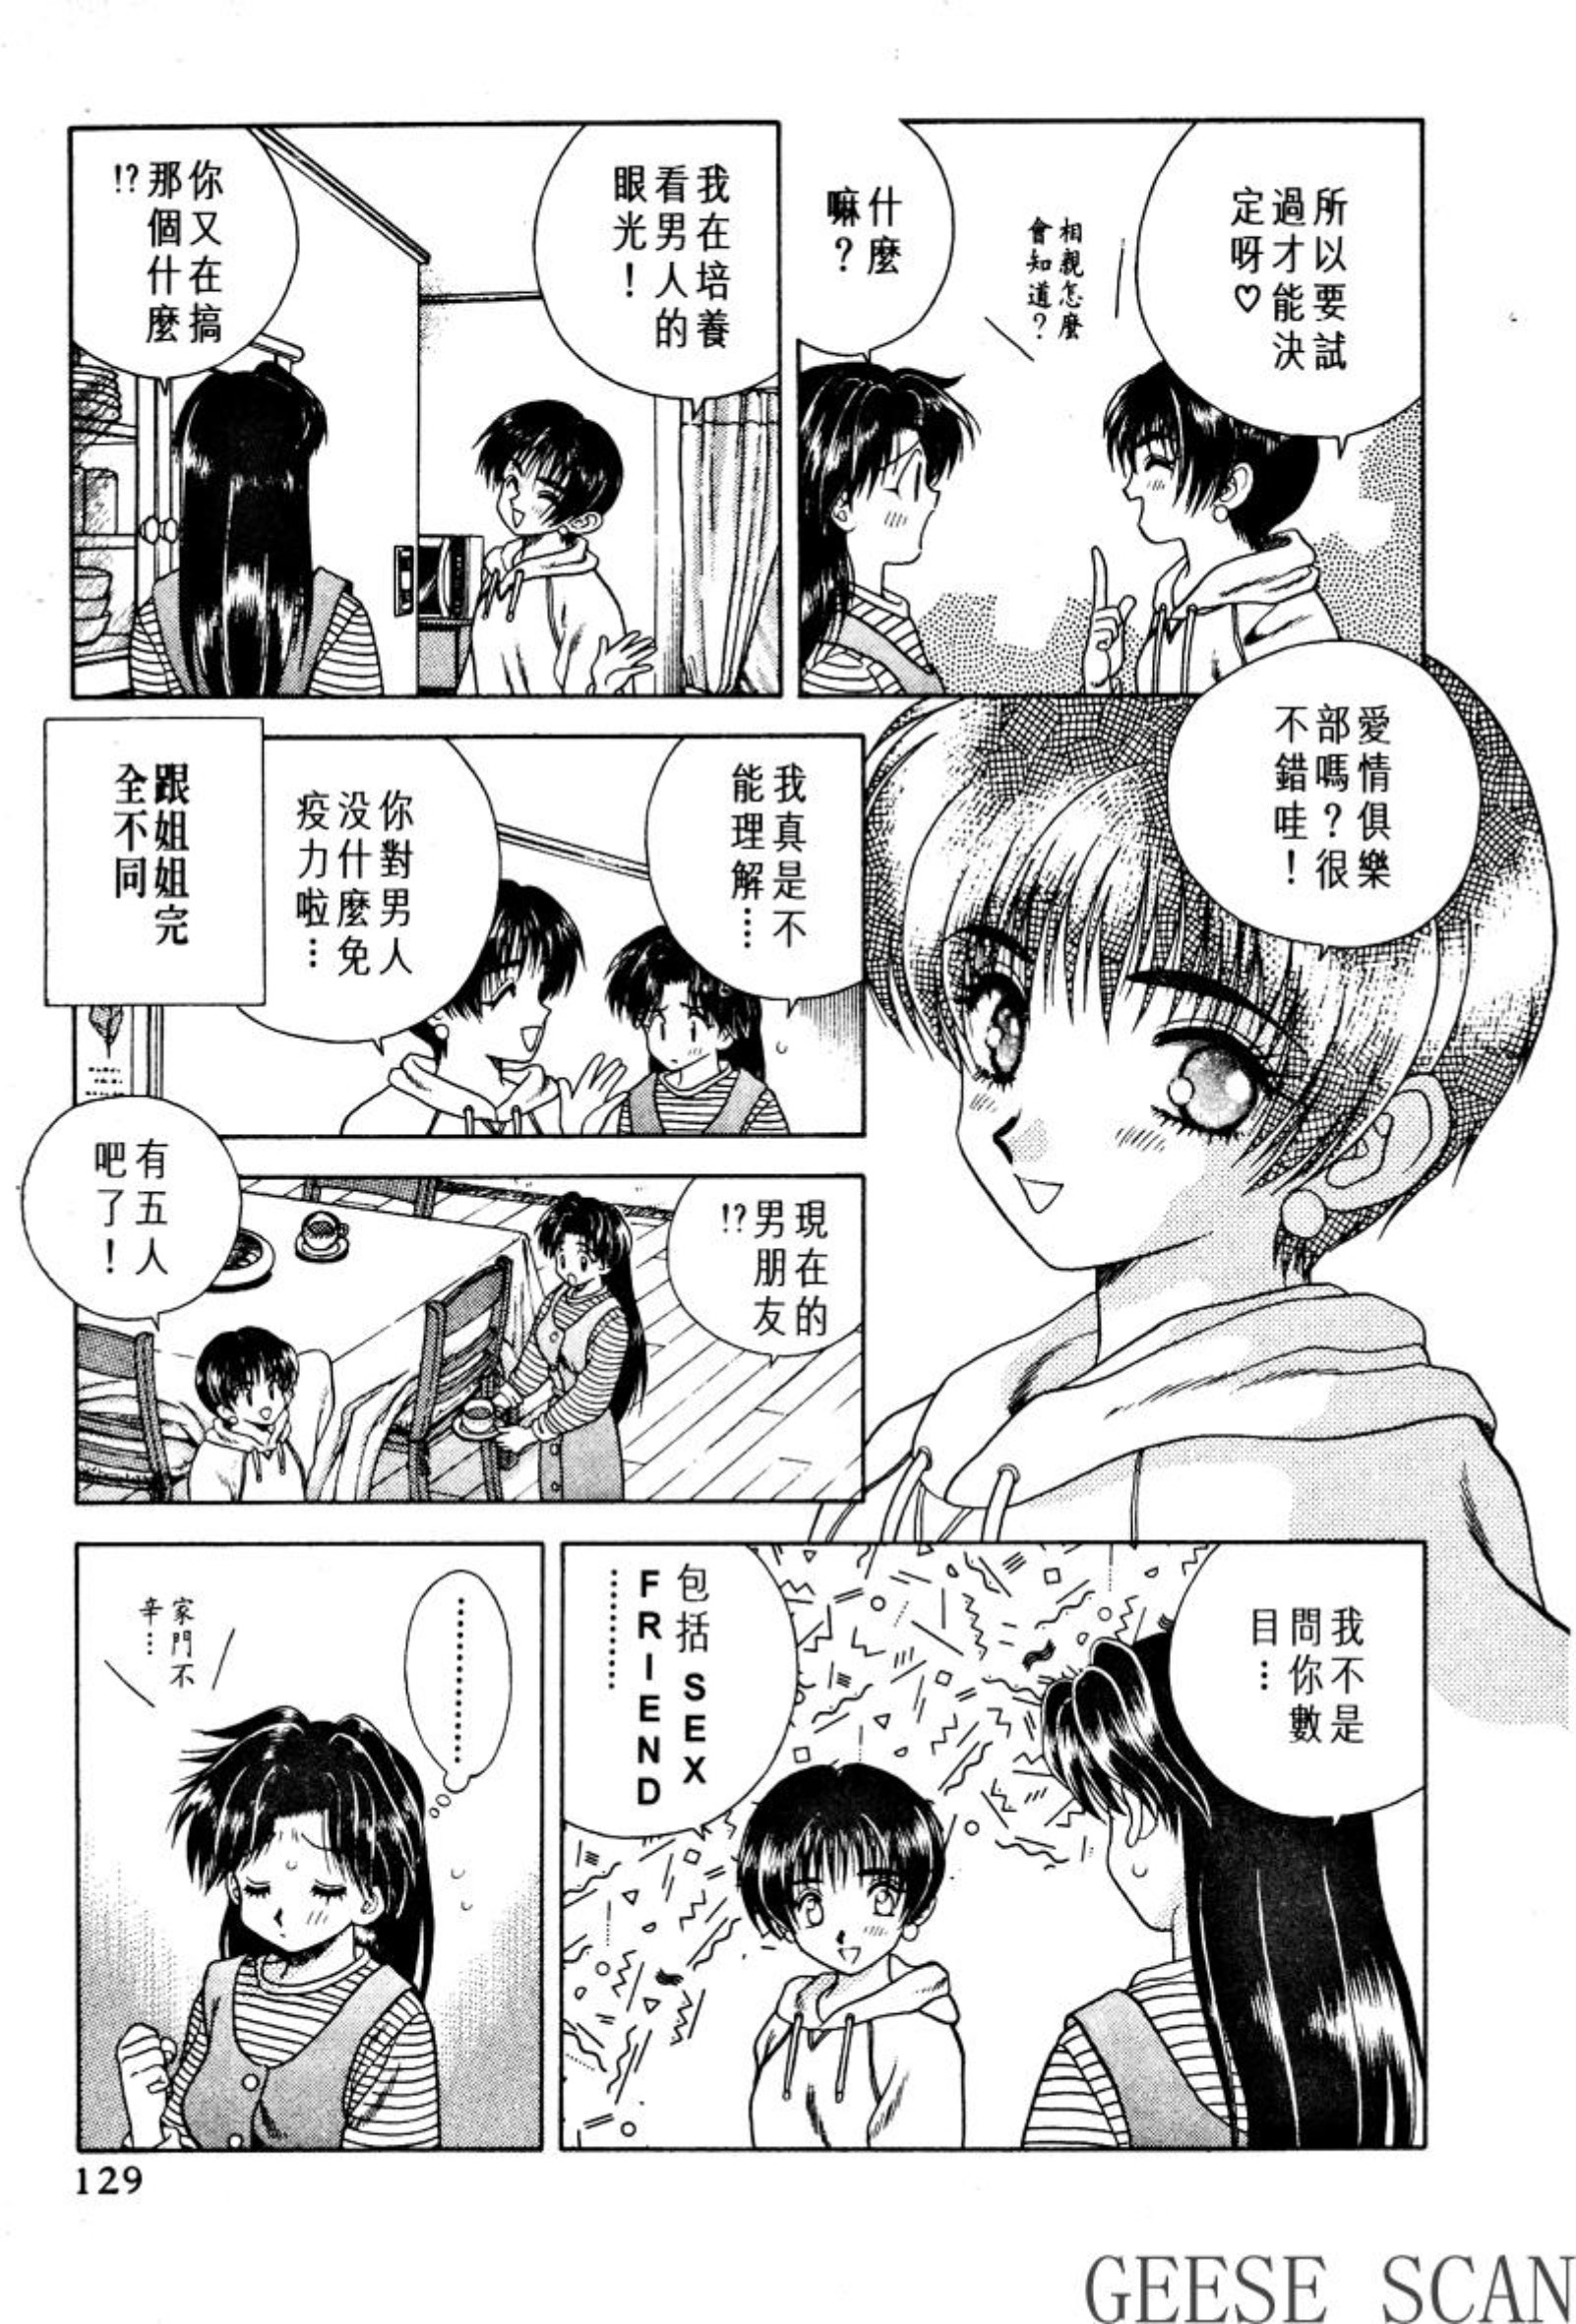 所以要試
過才能決
定呀♡
相親怎麼
會知道？
什麼
嘛？
我在培養
看男人的
眼光！
你又在搞
那個什麼
!?
愛情俱樂
部嗎？很
不錯哇！
我真是不
能理解…
你對男人
没什麼免
疫力啦…
跟姐姐完
全不同
現在的
男朋友
!?
有五人
吧了！
我不是
問你數
目…
包括 SEX
FRIEND
………
…………
家門不
辛…
129
GEESE SCAN